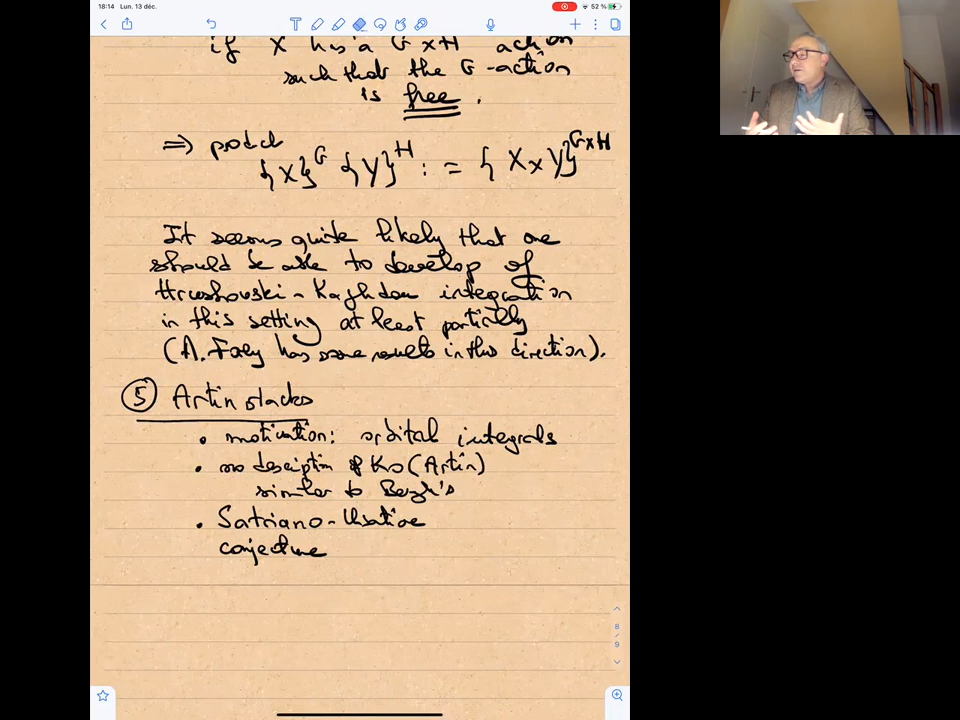 18:14 Lun. 13 déc.
52 %
if X has a G x H action
such that the G-action
is free.
⇒
{X}^G {Y}^H := {X x Y}^{G x H}
It seems quite likely that one
should be able to develop of
Hrushovski-Kazhdan integration
in this setting at least partially
(A. Forey has some results in this direction).
⑤ Artin stacks
• motivation: orbital integrals
• no description of K0(Artin)
similar to Bergh's
• Satriano-Usatine
conjecture
8
9